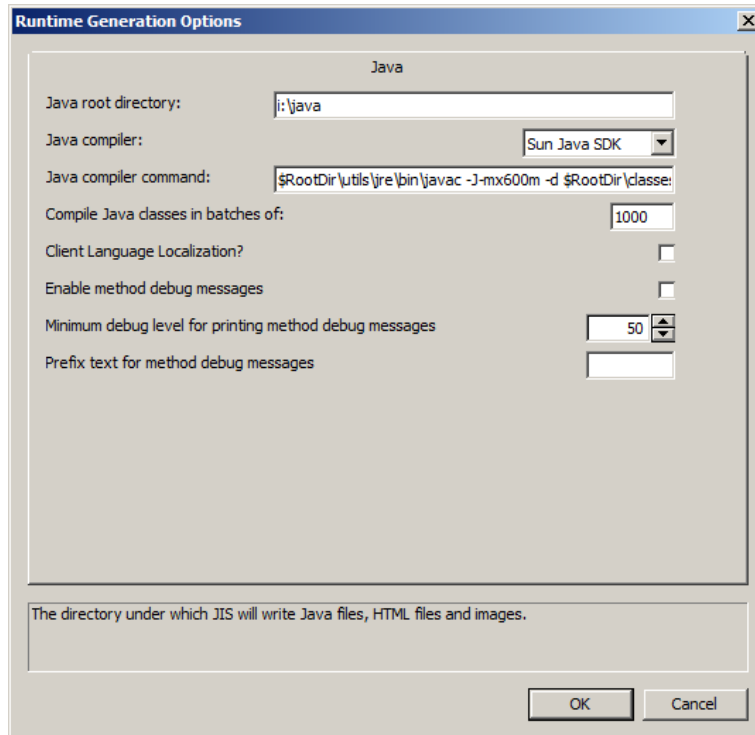 Runtime Generation Options
Java
Java root directory: i:\java
Java compiler: Sun Java SDK
Java compiler command: $RootDir\utils\jre\bin\javac -J-mx600m -d $RootDir\classes
Compile Java classes in batches of: 1000
Client Language Localization?
Enable method debug messages
Minimum debug level for printing method debug messages 50
Prefix text for method debug messages
The directory under which JIS will write Java files, HTML files and images.
OK Cancel